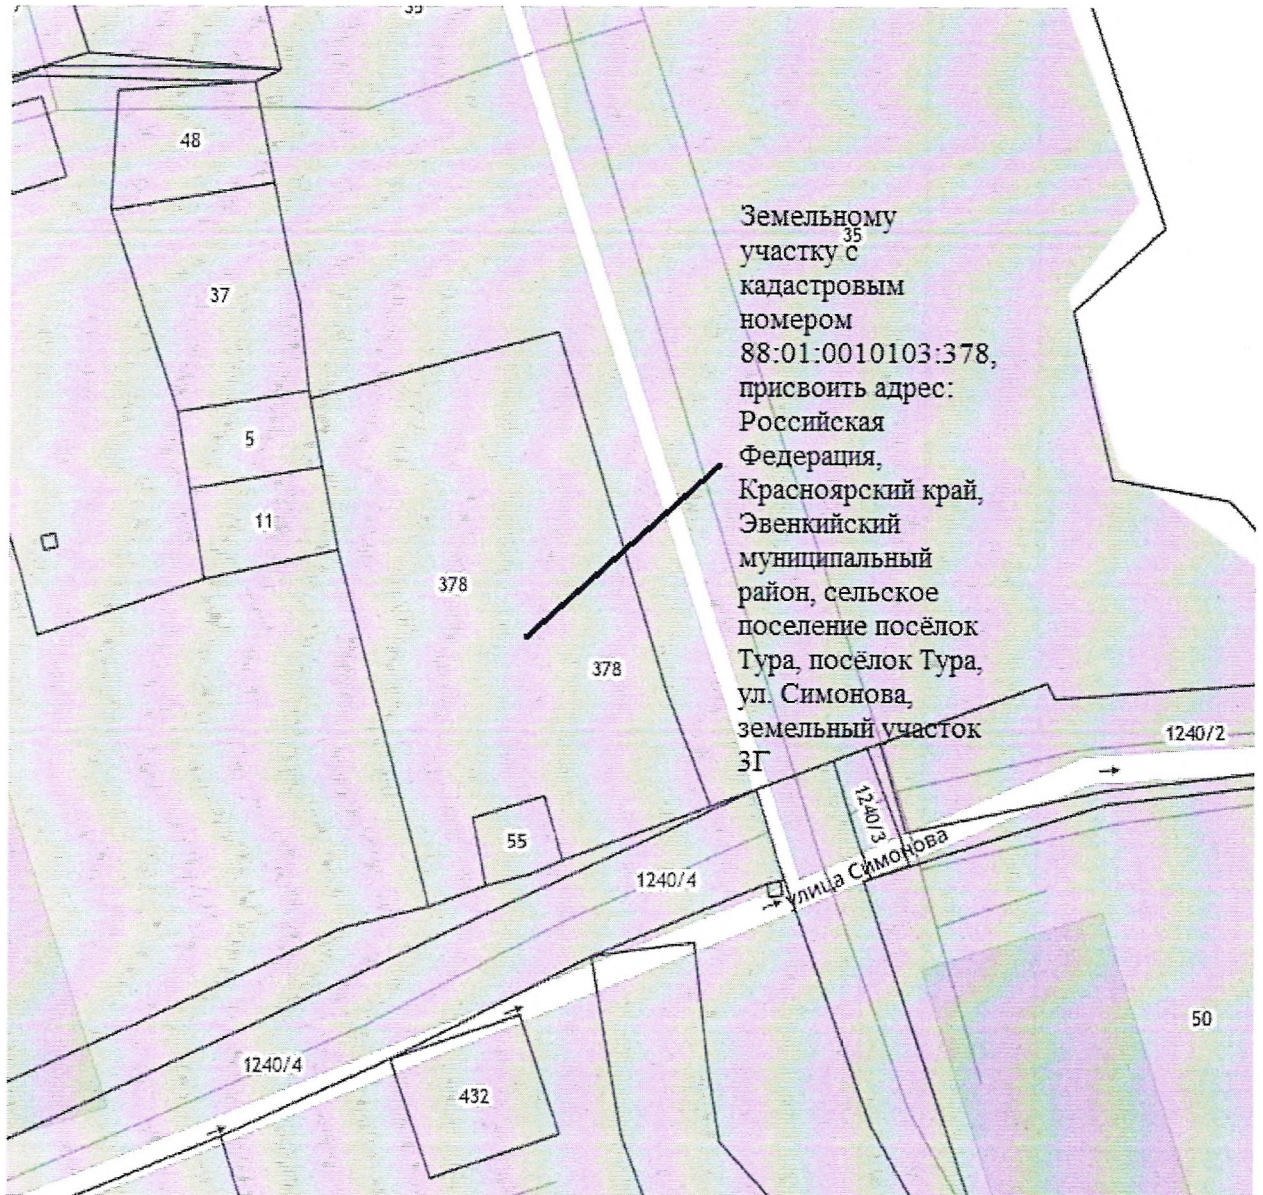 35
48
Земельному
35
участку с
кадастровым
37
номером
88:01:0010103:378,
присвоить адрес:
Российская
5
Федерация,
Красноярский край,
11
Эвенкийский
муниципальный
378
район, сельское
поселение посёлок
378
Тура, посёлок Тура,
ул. Симонова,
земельный участок
1240/2
3Г
1240/3
55
улица Симонова
1240/4
50
1240/4
432